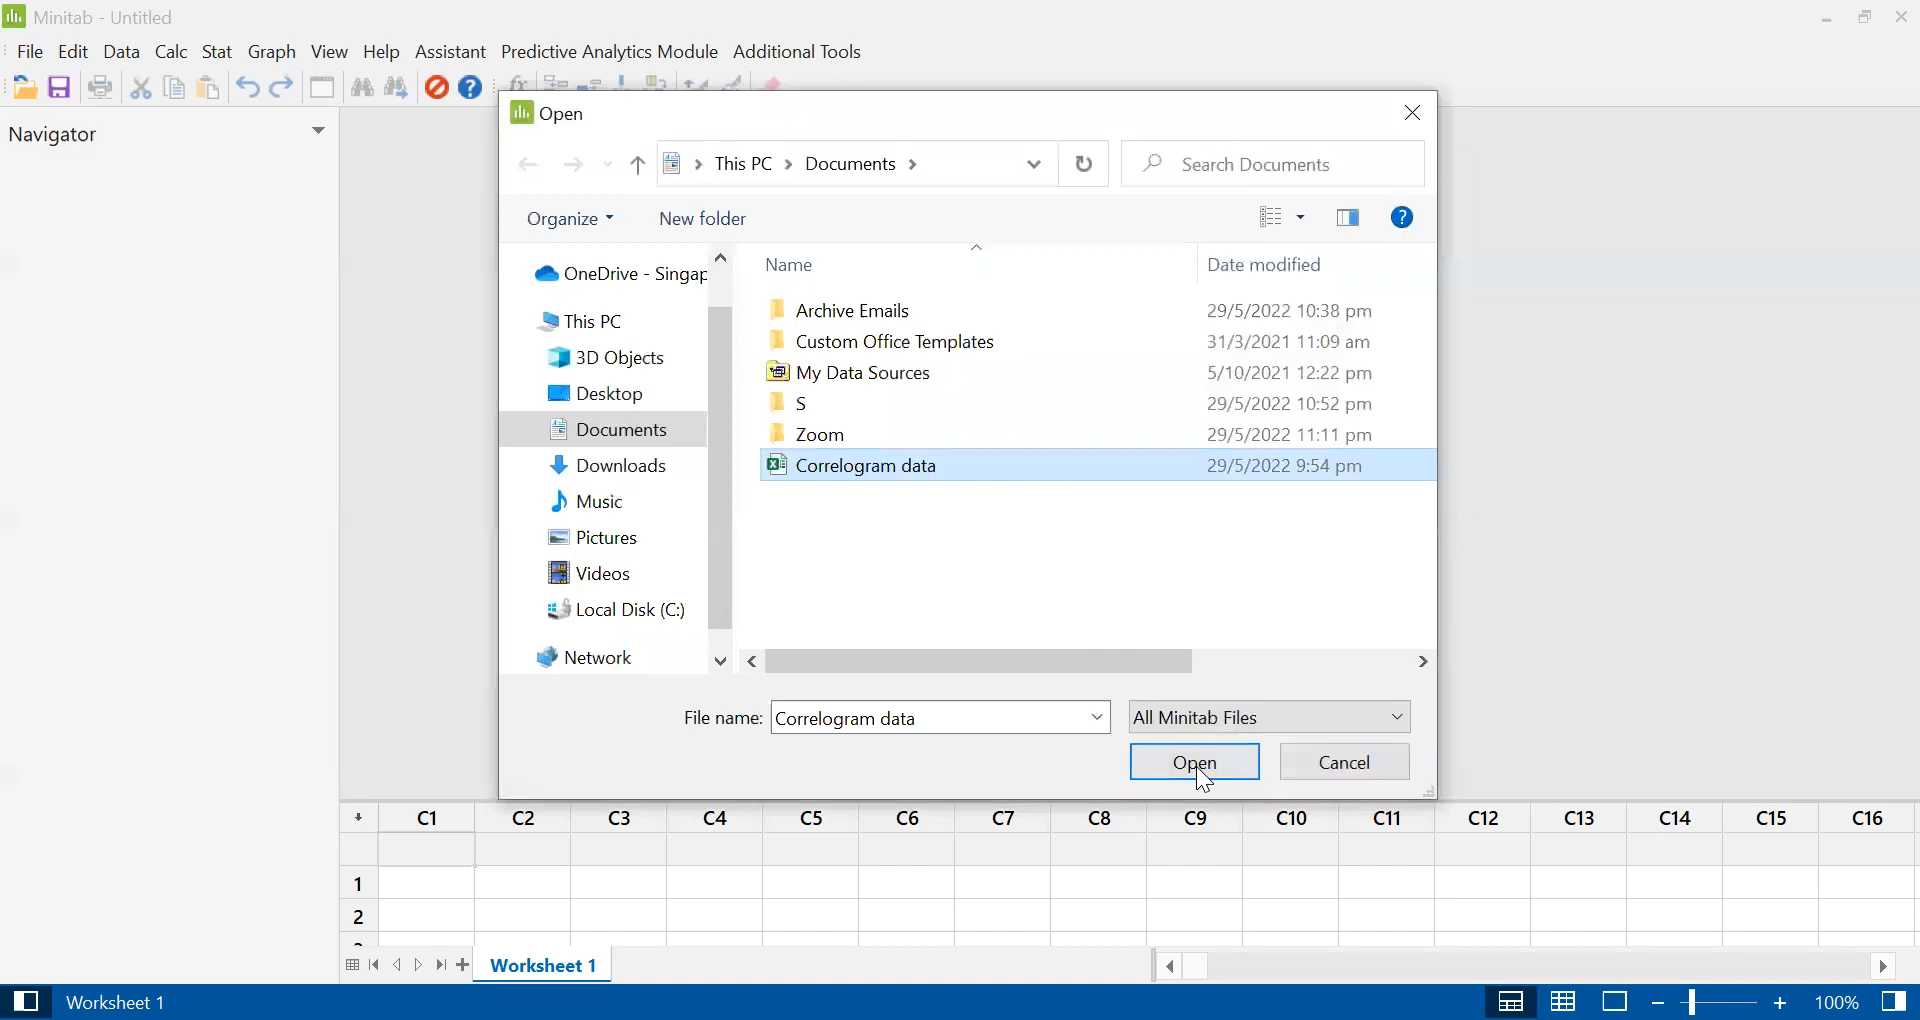 Minitab - Untitled
File Edit Data Calc Stat Graph View Help Assistant Predictive Analytics Module Additional Tools
Navigator
Open
This PC > Documents >
Search Documents
Organize
New folder
Name
Date modified
OneDrive - Singap
This PC
3D Objects
Desktop
Documents
Downloads
Music
Pictures
Videos
Local Disk (C:)
Network
Archive Emails 29/5/2022 10:38 pm
Custom Office Templates 31/3/2021 11:09 am
My Data Sources 5/10/2021 12:22 pm
S 29/5/2022 10:52 pm
Zoom 29/5/2022 11:11 pm
Correlogram data 29/5/2022 9:54 pm
File name: Correlogram data
All Minitab Files
Open
Cancel
C1 C2 C3 C4 C5 C6 C7 C8 C9 C10 C11 C12 C13 C14 C15 C16
1
2
Worksheet 1
Worksheet 1
100%